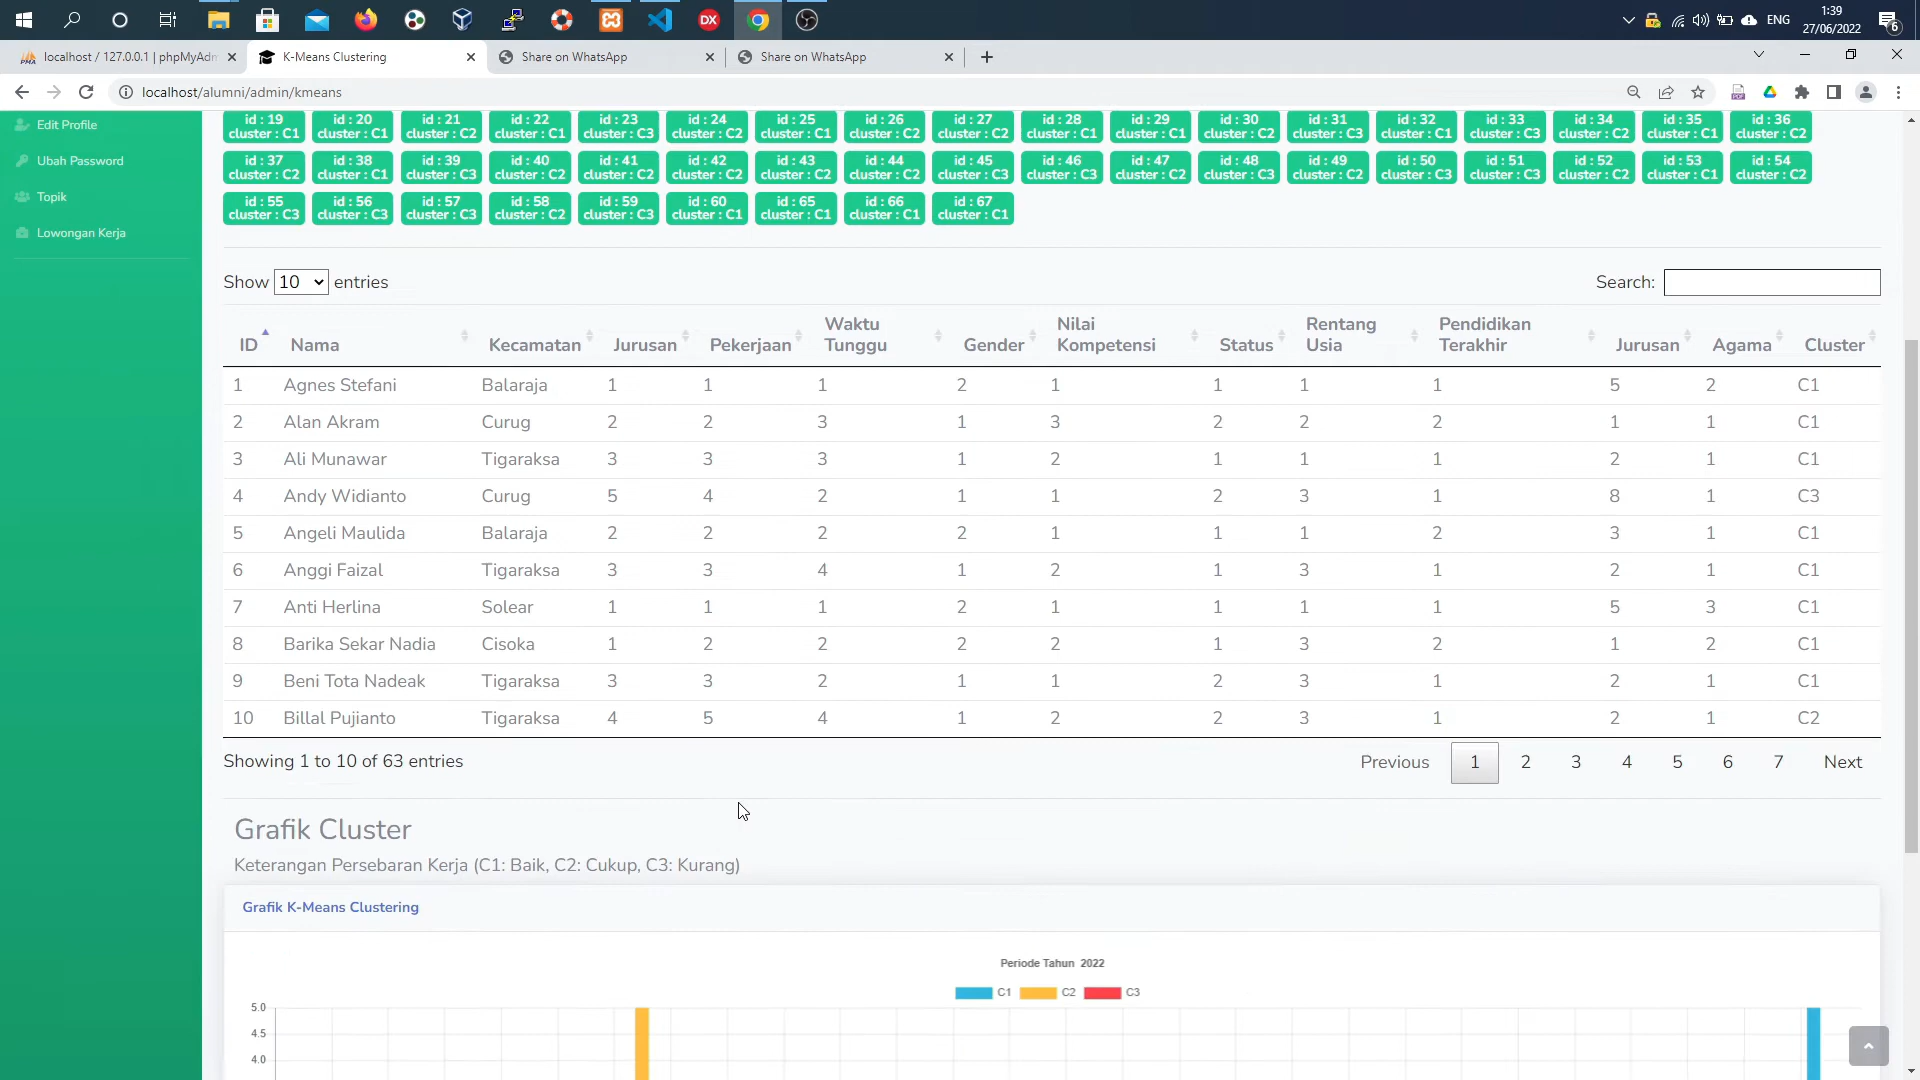 1:39
ENG
27/06/2022
6
localhost / 127.0.0.1 | phpMyAdm
K-Means Clustering
Share on WhatsApp
Share on WhatsApp
localhost/alumni/admin/kmeans
Edit Profile
Ubah Password
Topik
Lowongan Kerja
id : 19 id : 20 id : 21 id : 22 id : 23 id : 24 id : 25 id : 26 id : 27 id : 28 id : 29 id : 30 id : 31 id : 32 id : 33 id : 34 id : 35 id : 36
cluster : C1 cluster : C1 cluster : C2 cluster : C1 cluster : C3 cluster : C2 cluster : C1 cluster : C2 cluster : C2 cluster : C1 cluster : C1 cluster : C2 cluster : C3 cluster : C1 cluster : C3 cluster : C2 cluster : C1 cluster : C2
id : 37 id : 38 id : 39 id : 40 id : 41 id : 42 id : 43 id : 44 id : 45 id : 46 id : 47 id : 48 id : 49 id : 50 id : 51 id : 52 id : 53 id : 54
cluster : C2 cluster : C1 cluster : C3 cluster : C2 cluster : C2 cluster : C2 cluster : C2 cluster : C2 cluster : C3 cluster : C3 cluster : C2 cluster : C3 cluster : C2 cluster : C3 cluster : C3 cluster : C2 cluster : C1 cluster : C2
id : 55 id : 56 id : 57 id : 58 id : 59 id : 60 id : 65 id : 66 id : 67
cluster : C3 cluster : C3 cluster : C3 cluster : C2 cluster : C3 cluster : C1 cluster : C1 cluster : C1 cluster : C1
Show 10 entries
Search:
ID Nama Kecamatan Jurusan Pekerjaan Waktu Tunggu Gender Nilai Kompetensi Status Rentang Usia Pendidikan Terakhir Jurusan Agama Cluster
1 Agnes Stefani Balaraja 1 1 1 2 1 1 1 1 5 2 C1
2 Alan Akram Curug 2 2 3 1 3 2 2 2 1 1 C1
3 Ali Munawar Tigaraksa 3 3 3 1 2 1 1 1 2 1 C1
4 Andy Widianto Curug 5 4 2 1 1 2 3 1 8 1 C3
5 Angeli Maulida Balaraja 2 2 2 2 1 1 1 2 3 1 C1
6 Anggi Faizal Tigaraksa 3 3 4 1 2 1 3 1 2 1 C1
7 Anti Herlina Solear 1 1 1 2 1 1 1 1 5 3 C1
8 Barika Sekar Nadia Cisoka 1 2 2 2 2 1 3 2 1 2 C1
9 Beni Tota Nadeak Tigaraksa 3 3 2 1 1 2 3 1 2 1 C1
10 Billal Pujianto Tigaraksa 4 5 4 1 2 2 3 1 2 1 C2
Showing 1 to 10 of 63 entries
Previous 1 2 3 4 5 6 7 Next
Grafik Cluster
Keterangan Persebaran Kerja (C1: Baik, C2: Cukup, C3: Kurang)
Grafik K-Means Clustering
Periode Tahun 2022
C1 C2 C3
5.0
4.5
4.0